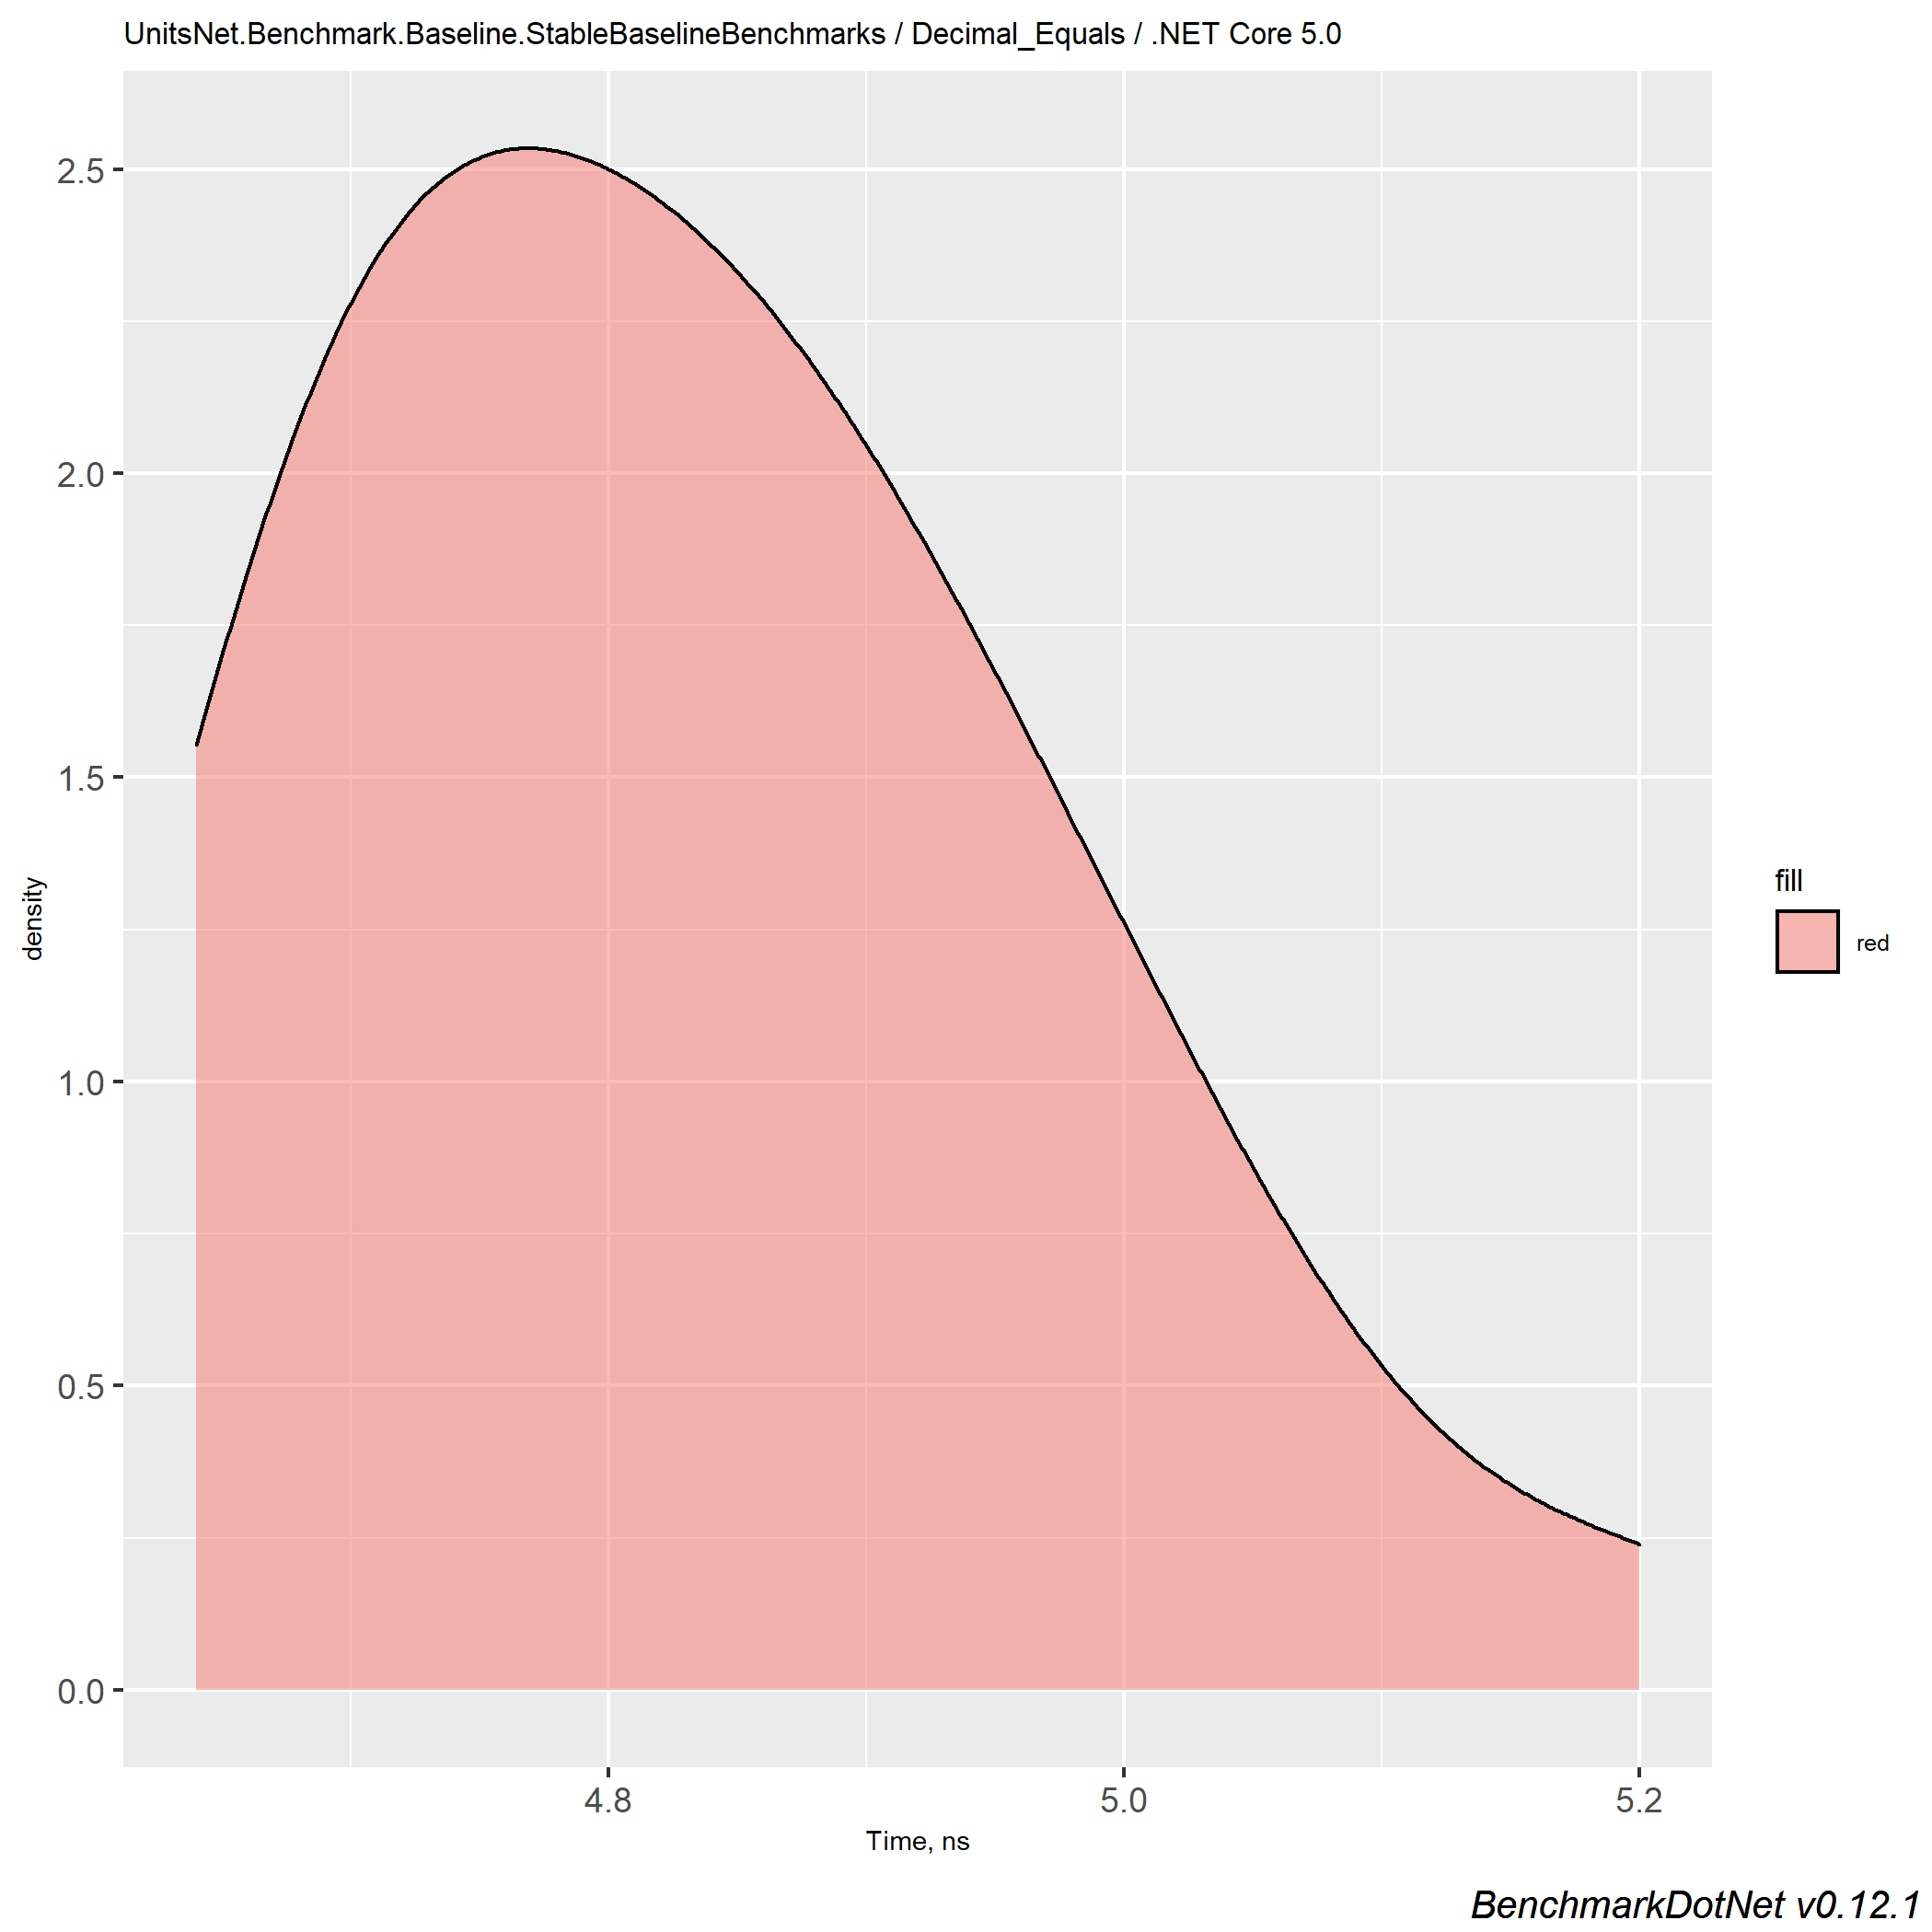 UnitsNet.Benchmark.Baseline.StableBaselineBenchmarks / Decimal_Equals / .NET Core 5.0
2.5
2.0
1.5
1.0
0.5
0.0
density
4.8 5.0 5.2
Time, ns
fill
red
BenchmarkDotNet v0.12.1